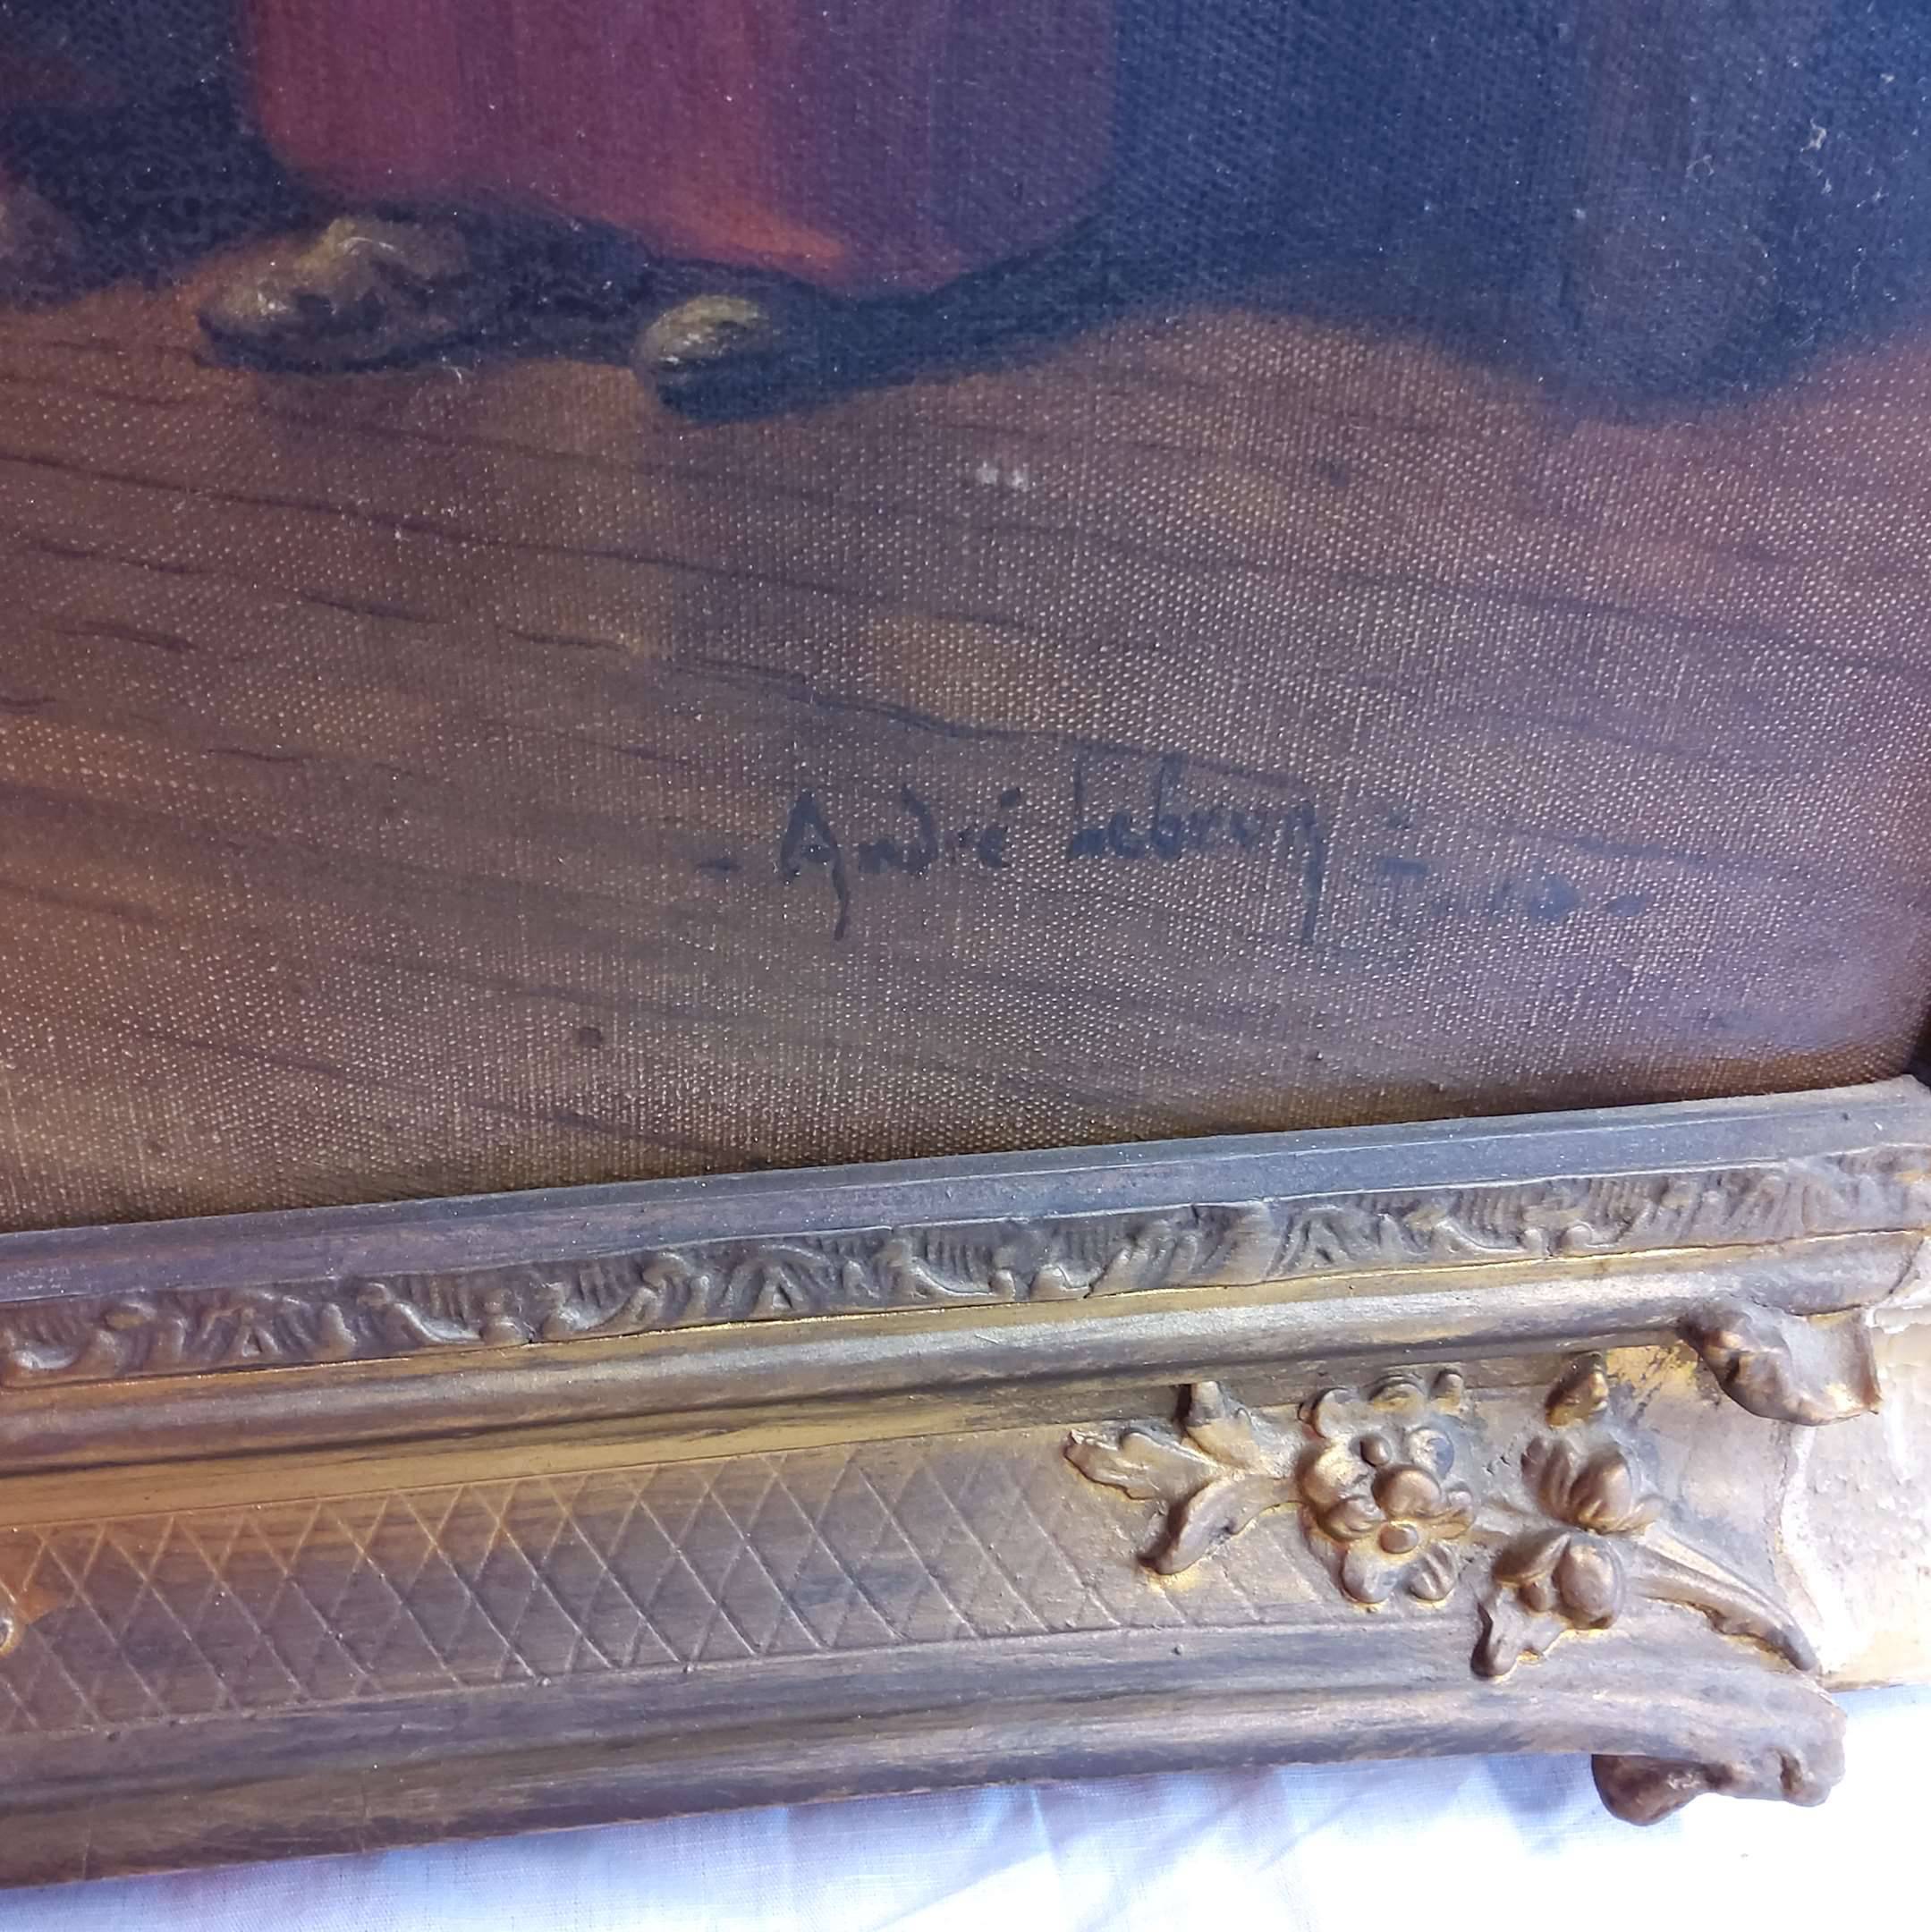 - André Lebrun -